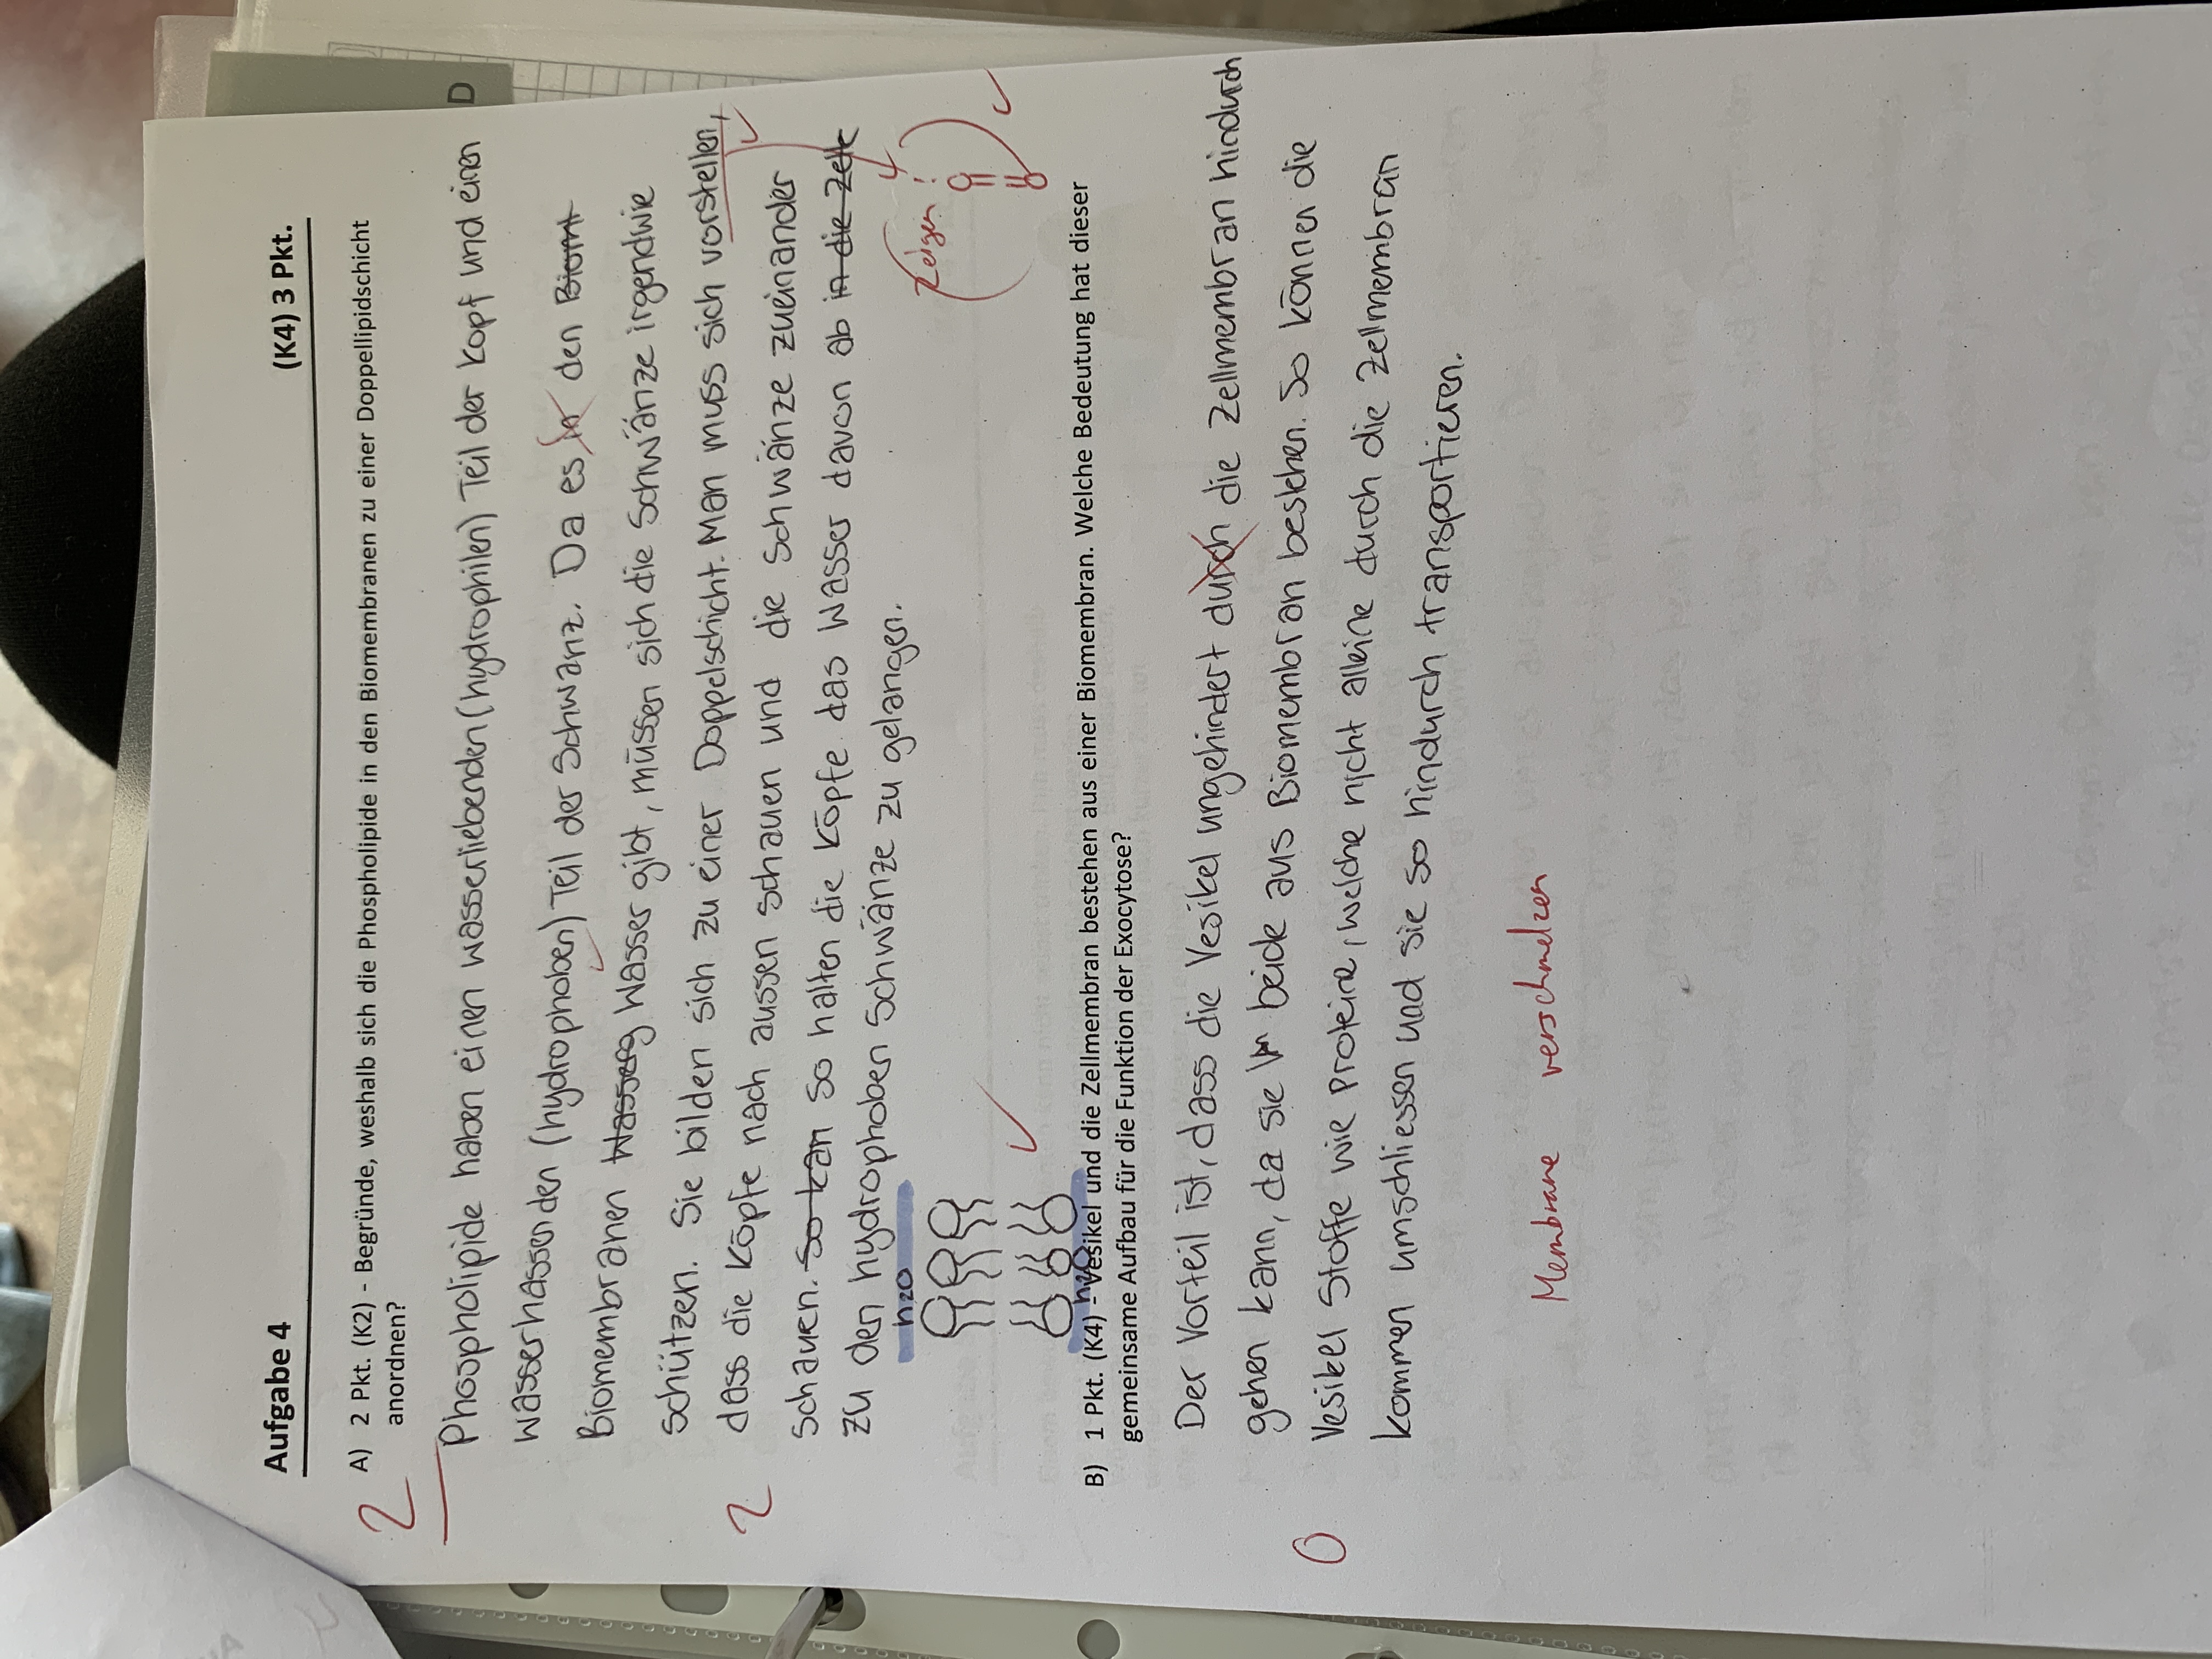 Aufgabe 4 (K4) 3 Pkt.
2
A) 2 Pkt. (K2) - Begründe, weshalb sich die Phospholipide in den Biomembranen zu einer Doppellipidschicht
anordnen?
Phospholipide haben einen wasserliebenden (hydrophilen) Teil der Kopf und einen
wasserhassenden (hydrophoben) Teil der Schwanz. Da es in den Biomt
Biomembranen Wasserg Wasser gibt, müssen sich die Schwänze irgendwie
schützen. Sie bilden sich zu einer Doppelschicht. Man muss sich vorstellen,
2
dass die Köpfe nach aussen schauen und die Schwänze zueinander
schauen. So kan So halten die Köpfe das Wasser davon ab in die Zelle
zu den hydrophoben Schwänze zu gelangen.
h2O
Zeigen !
h2O
B) 1 Pkt. (K4) - Vesikel und die Zellmembran bestehen aus einer Biomembran. Welche Bedeutung hat dieser
gemeinsame Aufbau für die Funktion der Exocytose?
Der Vorteil ist, dass die Vesikel ungehindert durch die Zellmembran hindurch
gehen kann, da sie beide aus Biomembran bestehen. So können die
0
Vesikel Stoffe wie Proteine, welche nicht alleine durch die Zellmembran
kommen umschliessen und sie so hindurch transportieren.
Membrane verschmelzen
D